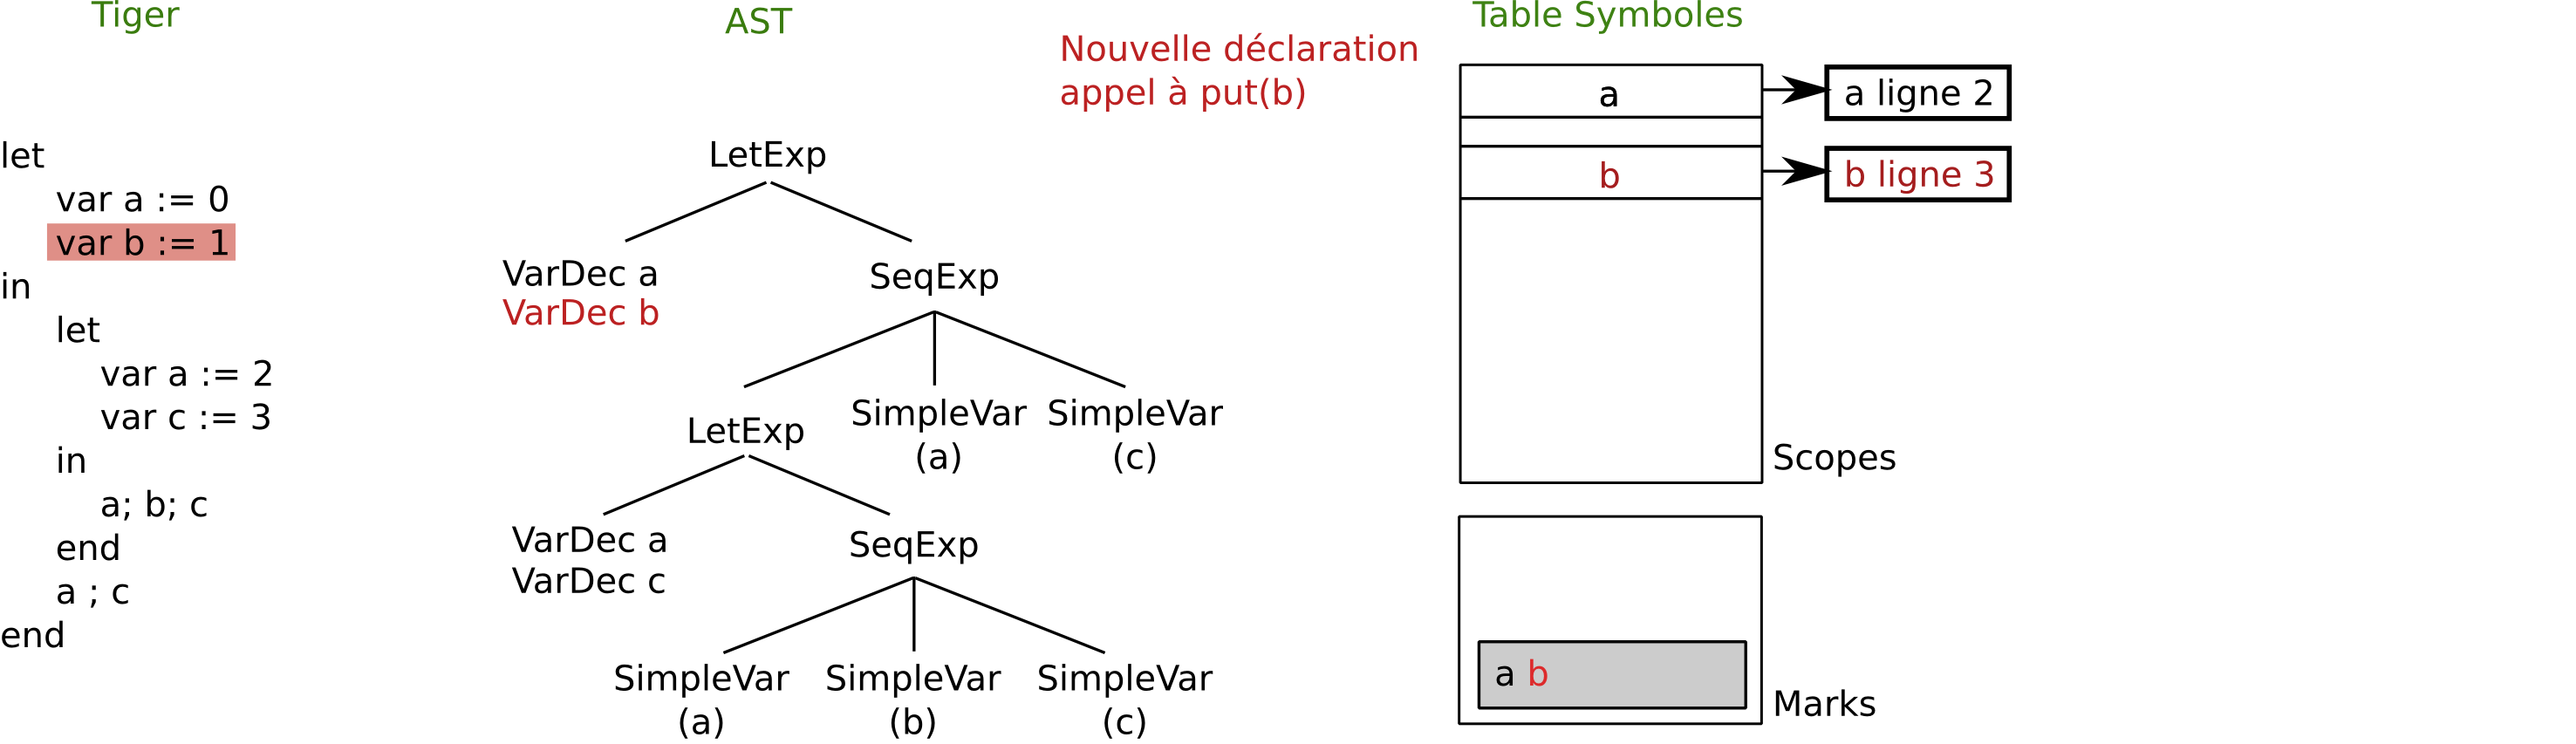 Tiger
let
var a := 0
var b := 1
in
let
var a := 2
var c := 3
in
a; b; c
end
a ; c
end
AST
LetExp
VarDec a
VarDec b
SeqExp
LetExp
SimpleVar
(a)
SimpleVar
(c)
VarDec a
VarDec c
SeqExp
SimpleVar
(a)
SimpleVar
(b)
SimpleVar
(c)
Nouvelle déclaration
appel à put(b)
Table Symboles
a
a ligne 2
b
b ligne 3
Scopes
a b
Marks